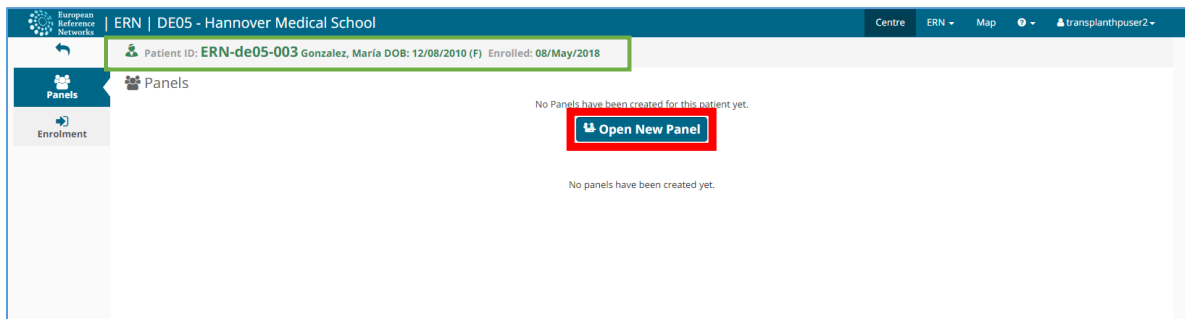 European
Reference
Networks
| ERN | DE05 - Hannover Medical School
Centre ERN Map transplanthpuser2
Patient ID: ERN-de05-003 Gonzalez, María DOB: 12/08/2010 (F) Enrolled: 08/May/2018
Panels
Enrolment
Panels
No Panels have been created for this patient yet.
Open New Panel
No panels have been created yet.